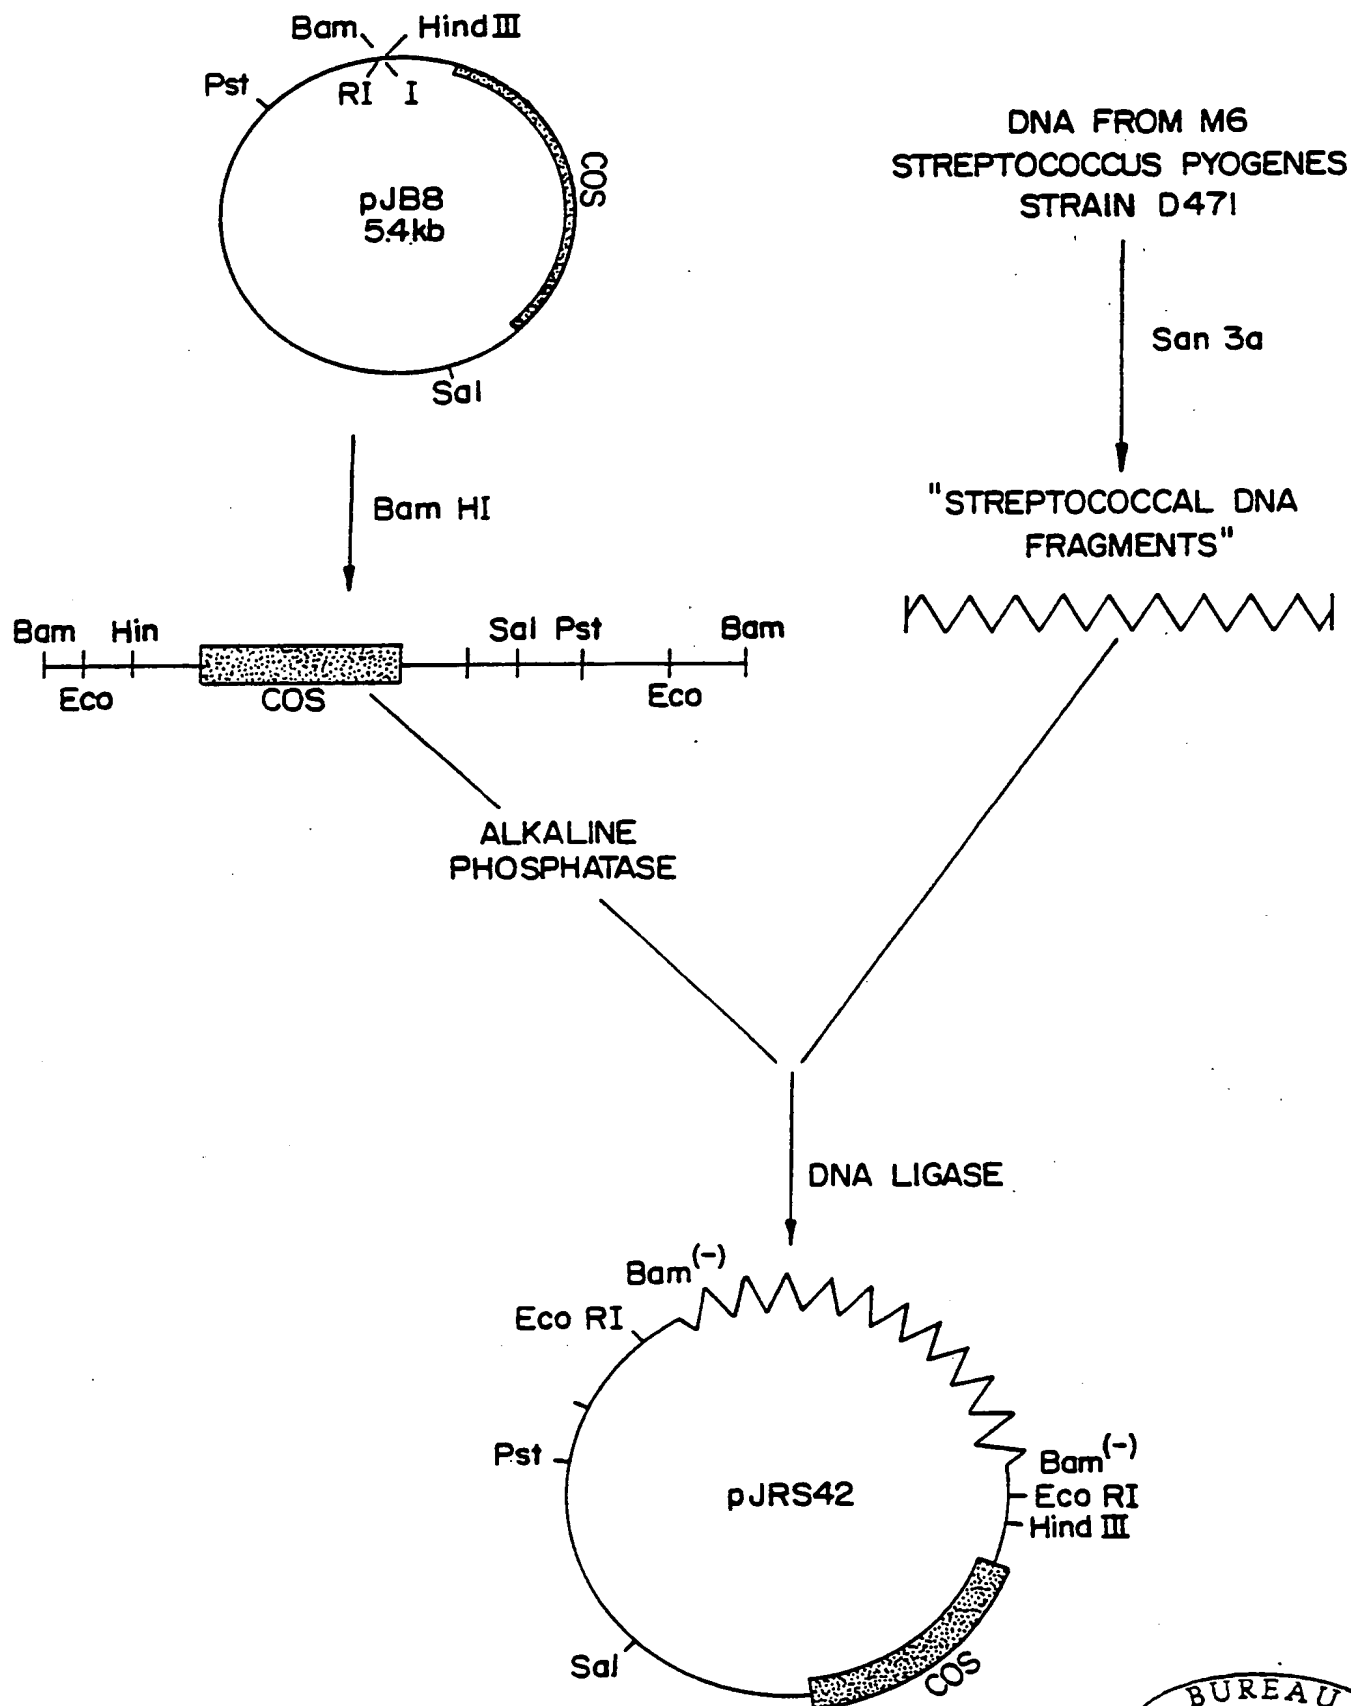 Bam
Hind III
Pst
RI
I
COS
pJB8
5.4kb
Sal
Bam HI
DNA FROM M6
STREPTOCOCCUS PYOGENES
STRAIN D471
San 3a
"STREPTOCOCCAL DNA
FRAGMENTS"
Bam
Hin
Sal
Pst
Bam
Eco
COS
Eco
ALKALINE
PHOSPHATASE
DNA LIGASE
Bam(-)
Eco RI
Pst
pJRS42
Bam(-)
Eco RI
Hind III
Sal
COS
BUREAU